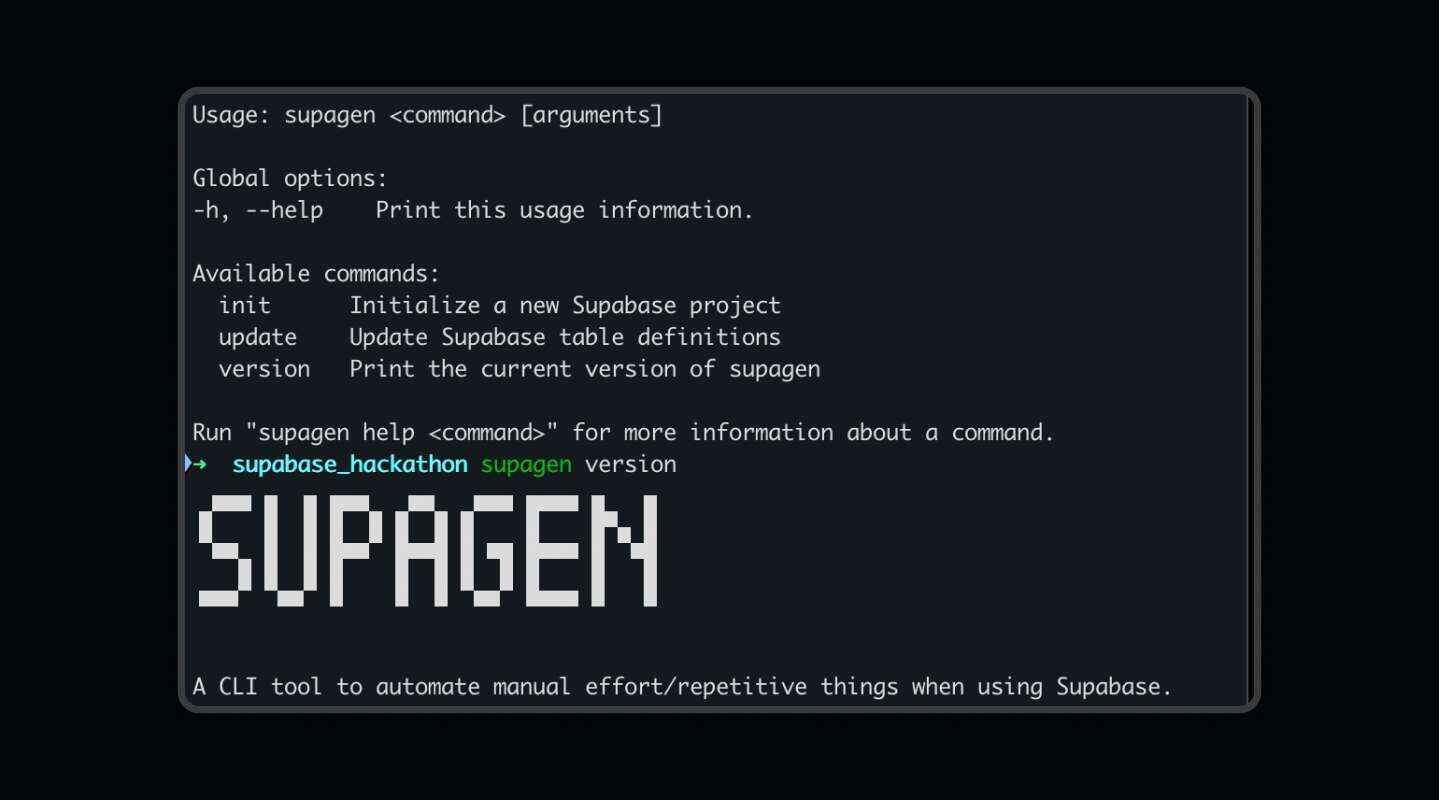 Usage: supagen <command> [arguments]
Global options:
-h, --help    Print this usage information.
Available commands:
  init      Initialize a new Supabase project
  update    Update Supabase table definitions
  version   Print the current version of supagen
Run "supagen help <command>" for more information about a command.
➜  supabase_hackathon supagen version
SUPAGEN
A CLI tool to automate manual effort/repetitive things when using Supabase.